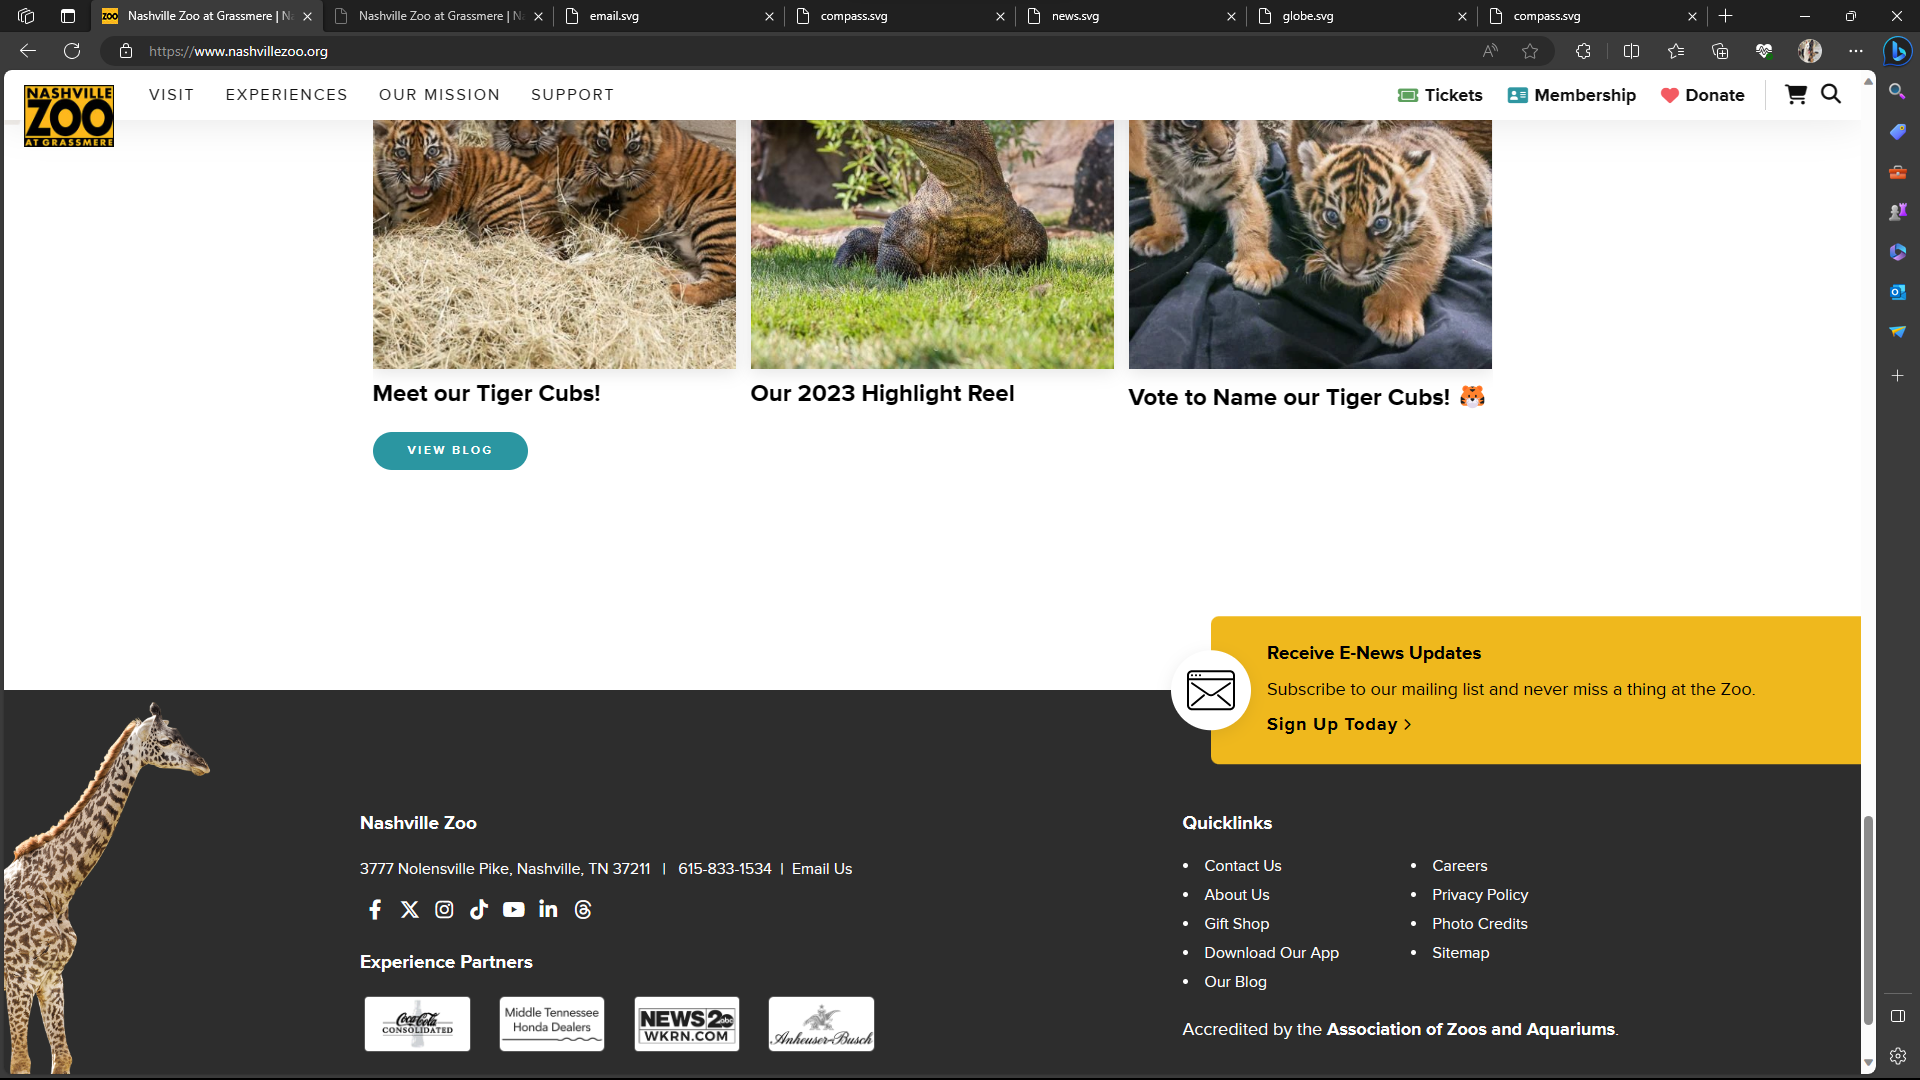 Nashville Zoo at Grassmere | N
Nashville Zoo at Grassmere | N
email.svg
compass.svg
news.svg
globe.svg
compass.svg
https://www.nashvillezoo.org
NASHVILLE
ZOO
AT GRASSMERE
VISIT
EXPERIENCES
OUR MISSION
SUPPORT
Tickets
Membership
Donate
Meet our Tiger Cubs!
Our 2023 Highlight Reel
Vote to Name our Tiger Cubs! 🐯
VIEW BLOG
Receive E-News Updates
Subscribe to our mailing list and never miss a thing at the Zoo.
Sign Up Today >
Nashville Zoo
3777 Nolensville Pike, Nashville, TN 37211 | 615-833-1534 | Email Us
Experience Partners
Coca-Cola
CONSOLIDATED
Middle Tennessee
Honda Dealers
NEWS 2 abc
WKRN.COM
Anheuser-Busch
Quicklinks
• Contact Us
• About Us
• Gift Shop
• Download Our App
• Our Blog
• Careers
• Privacy Policy
• Photo Credits
• Sitemap
Accredited by the Association of Zoos and Aquariums.